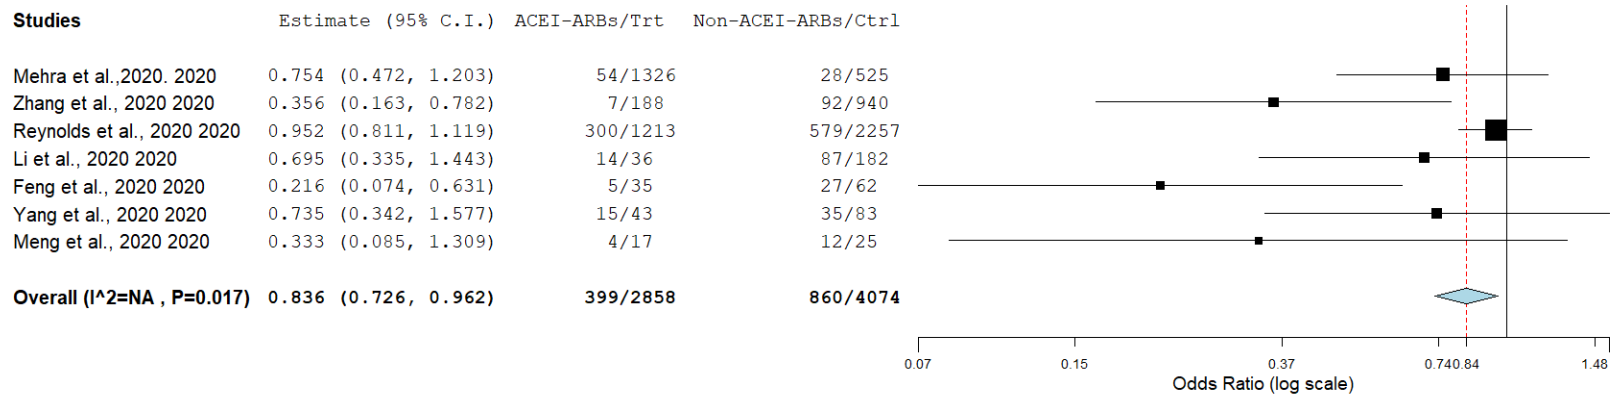 Studies Estimate (95% C.I.) ACEI-ARBs/Trt Non-ACEI-ARBs/Ctrl
Mehra et al.,2020. 2020 0.754 (0.472, 1.203) 54/1326 28/525
Zhang et al., 2020 2020 0.356 (0.163, 0.782) 7/188 92/940
Reynolds et al., 2020 2020 0.952 (0.811, 1.119) 300/1213 579/2257
Li et al., 2020 2020 0.695 (0.335, 1.443) 14/36 87/182
Feng et al., 2020 2020 0.216 (0.074, 0.631) 5/35 27/62
Yang et al., 2020 2020 0.735 (0.342, 1.577) 15/43 35/83
Meng et al., 2020 2020 0.333 (0.085, 1.309) 4/17 12/25
Overall (I^2=NA , P=0.017) 0.836 (0.726, 0.962) 399/2858 860/4074
0.07 0.15 0.37 0.74 0.84 1.48
Odds Ratio (log scale)